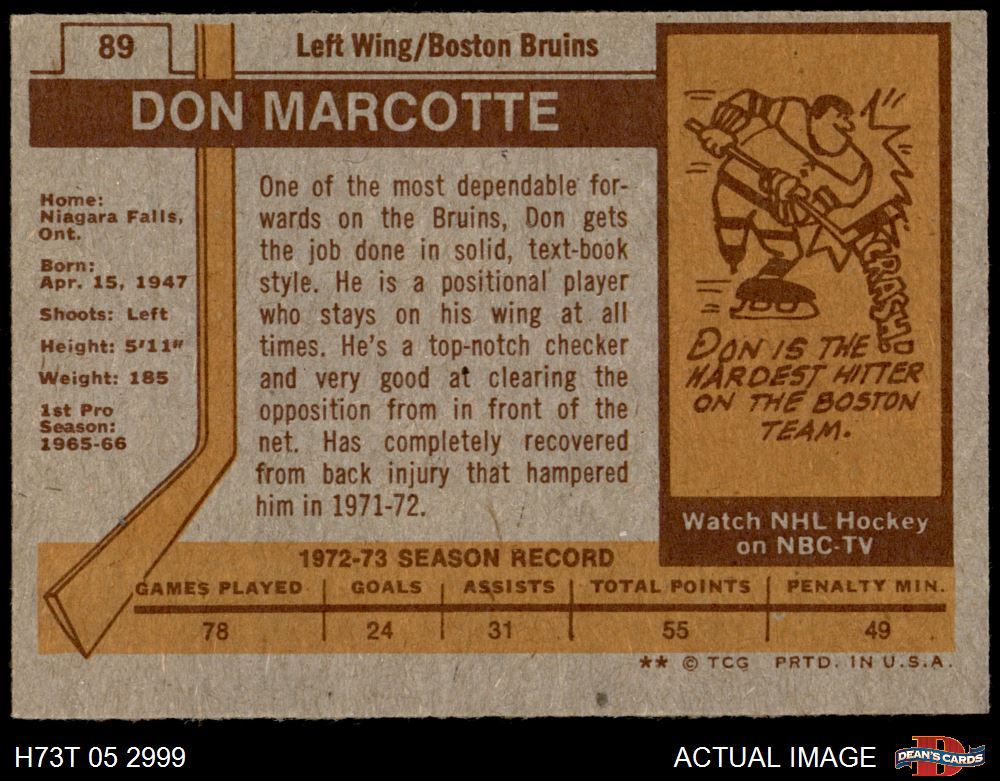 89
Left Wing/Boston Bruins
DON MARCOTTE
Home:
Niagara Falls,
Ont.
Born:
Apr. 15, 1947
Shoots: Left
Height: 5'11"
Weight: 185
1st Pro
Season:
1965-66
One of the most dependable for-
wards on the Bruins, Don gets
the job done in solid, text-book
style. He is a positional player
who stays on his wing at all
times. He's a top-notch checker
and very good at clearing the
opposition from in front of the
net. Has completely recovered
from back injury that hampered
him in 1971-72.
KERRASH!
DON IS THE
HARDEST HITTER
ON THE BOSTON
TEAM.
Watch NHL Hockey
on NBC-TV
1972-73 SEASON RECORD
GAMES PLAYED GOALS ASSISTS TOTAL POINTS PENALTY MIN.
78 24 31 55 49
** © TCG PRTD. IN U.S.A.
H73T 05 2999
ACTUAL IMAGE
D
DEAN'S CARDS